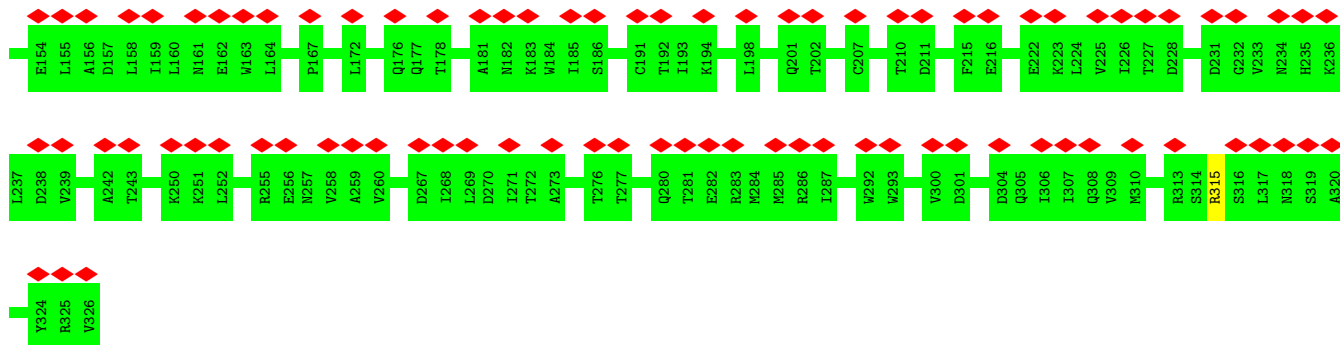 E154 L155 A156 D157 L158 I159 L160 N161 E162 W163 L164 P167 L172 Q176 Q177 T178 A181 N182 K183 W184 I185 S186 C191 T192 I193 K194 L198 Q201 T202 C207 T210 D211 F215 E216 E222 K223 L224 V225 I226 T227 D228 D231 G232 V233 N234 H235 K236
L237 D238 V239 A242 T243 K250 K251 L252 R255 E256 N257 V258 A259 V260 D267 I268 L269 D270 I271 T272 A273 T276 T277 Q280 T281 E282 R283 M284 M285 R286 I287 W292 W293 V300 D301 D304 Q305 I306 I307 Q308 V309 M310 R313 S314 R315 S316 L317 N318 S319 A320
Y324 R325 V326